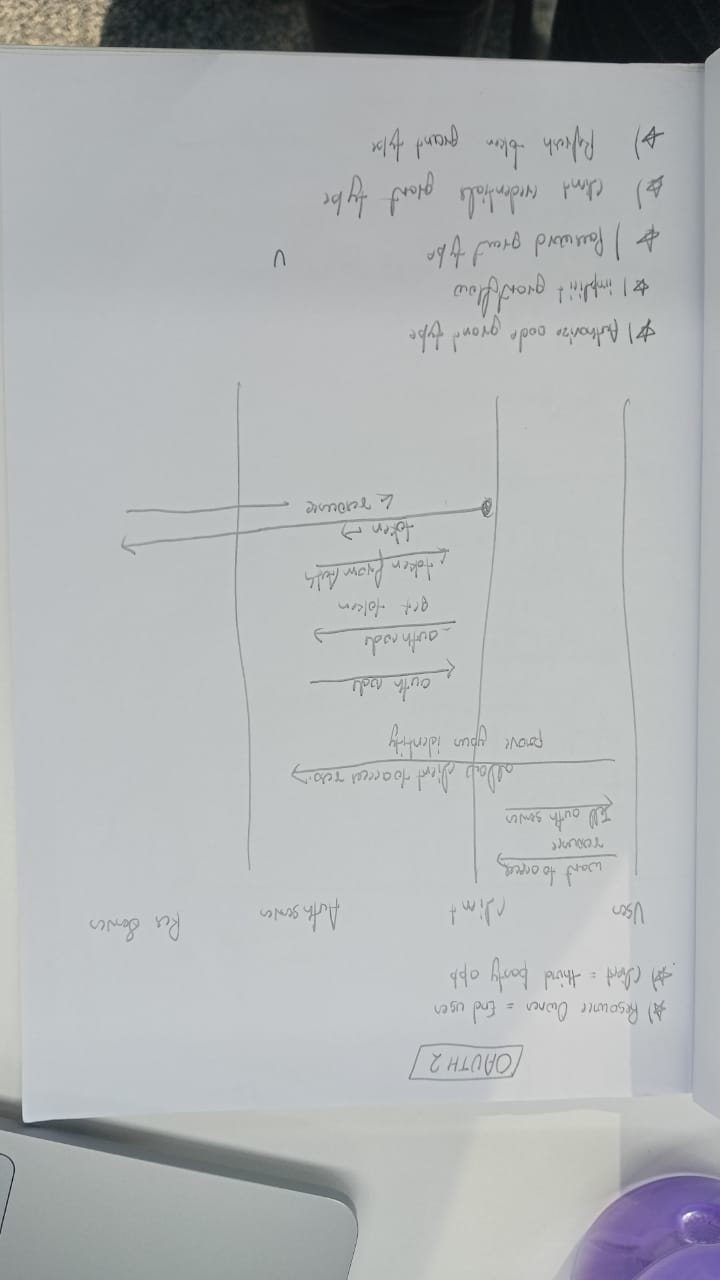 OAUTH 2
☆) Resource Owner = End user
☆) Client = third party app
User Client Auth server Res Server
want to access
resource
Tell auth server
allow client to access reso.
prove your identity
auth code
auth code
get token
token from Auth
token →
← resource
☆) Authorize code grant type
☆) implicit grant flow
☆) Password grant type
☆) Client credentials grant type
☆) Refresh token grant type